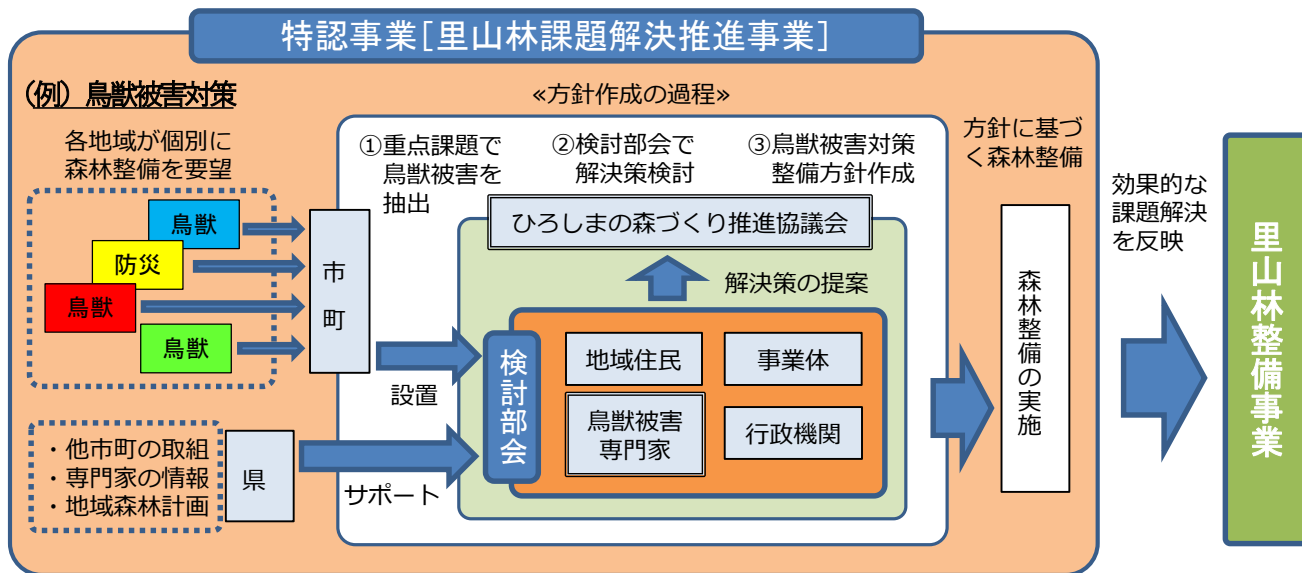 特認事業[里山林課題解決推進事業]
(例)鳥獣被害対策
各地域が個別に
森林整備を要望
鳥獣
防災
鳥獣
鳥獣
市
町
・他市町の取組
・専門家の情報
・地域森林計画
県
«方針作成の過程»
①重点課題で
鳥獣被害を
抽出
②検討部会で
解決策検討
③鳥獣被害対策
整備方針作成
ひろしまの森づくり推進協議会
解決策の提案
設置
サポート
検討部会
地域住民
事業体
鳥獣被害
専門家
行政機関
方針に基づ
く森林整備
森林整備の実施
効果的な
課題解決
を反映
里山林整備事業